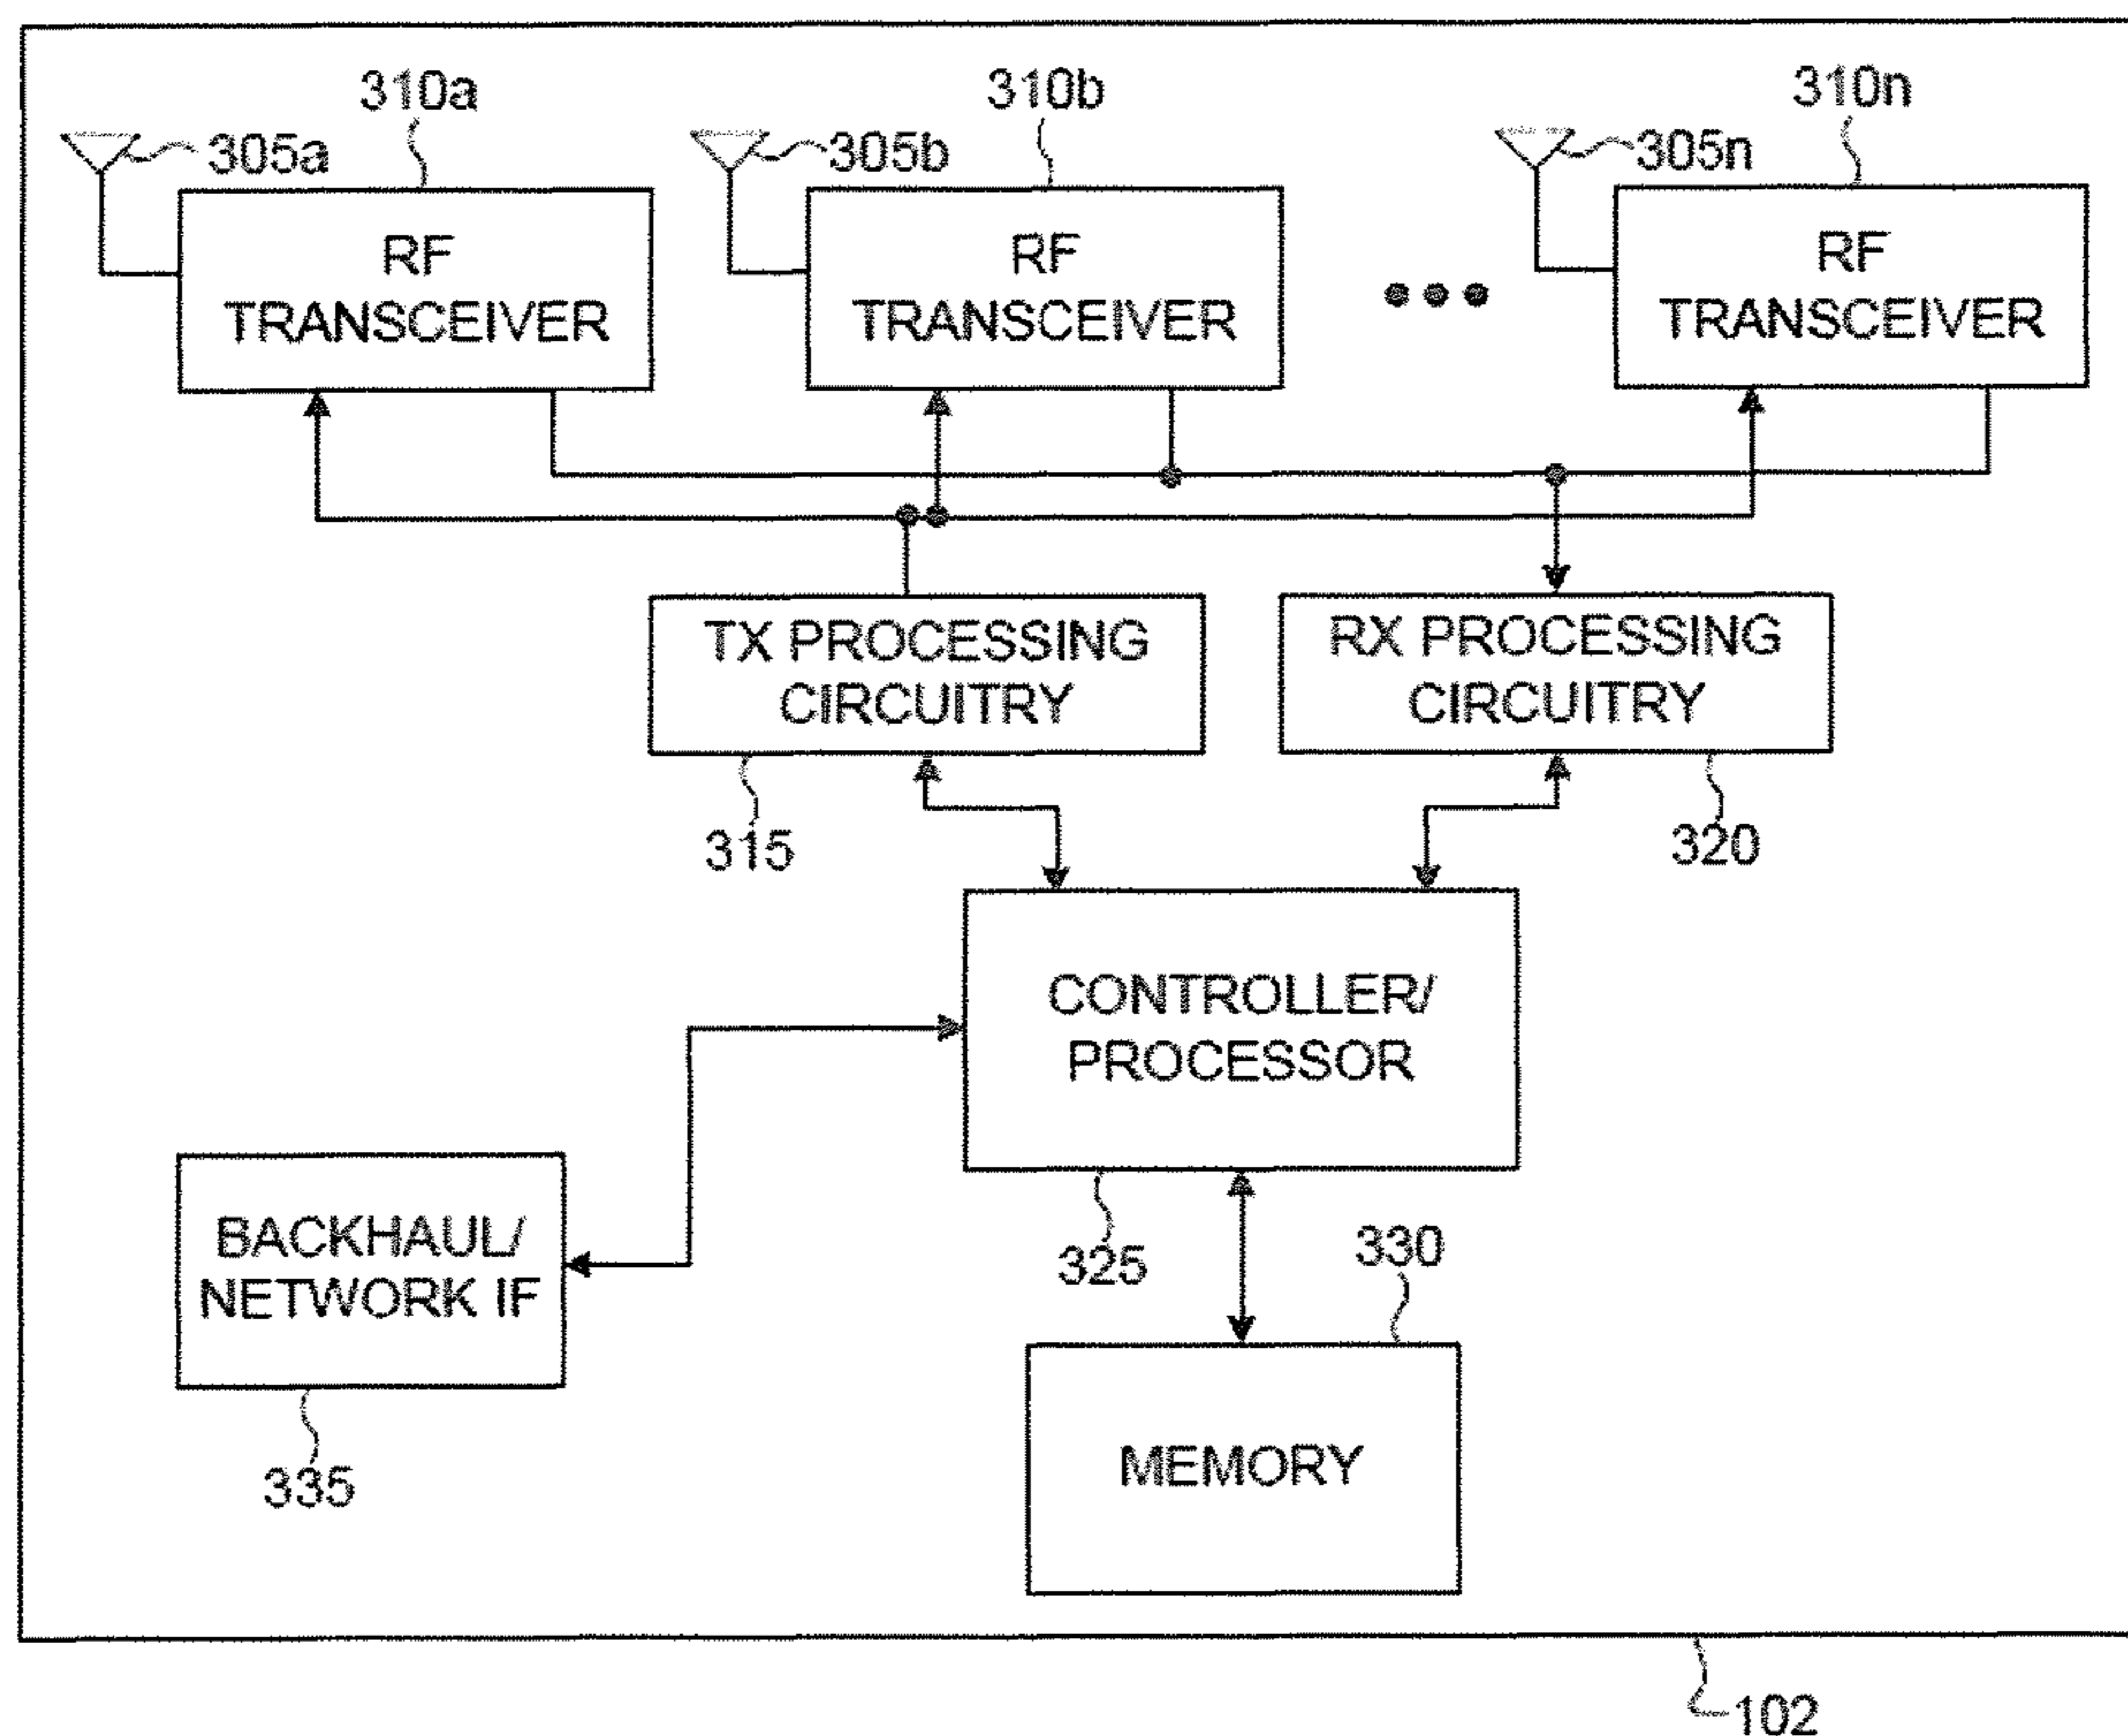 310a
310b
310n
305a
305b
305n
RF
TRANSCEIVER
RF
TRANSCEIVER
RF
TRANSCEIVER
TX PROCESSING
CIRCUITRY
RX PROCESSING
CIRCUITRY
315
320
CONTROLLER/
PROCESSOR
BACKHAUL/
NETWORK IF
325
330
335
MEMORY
102